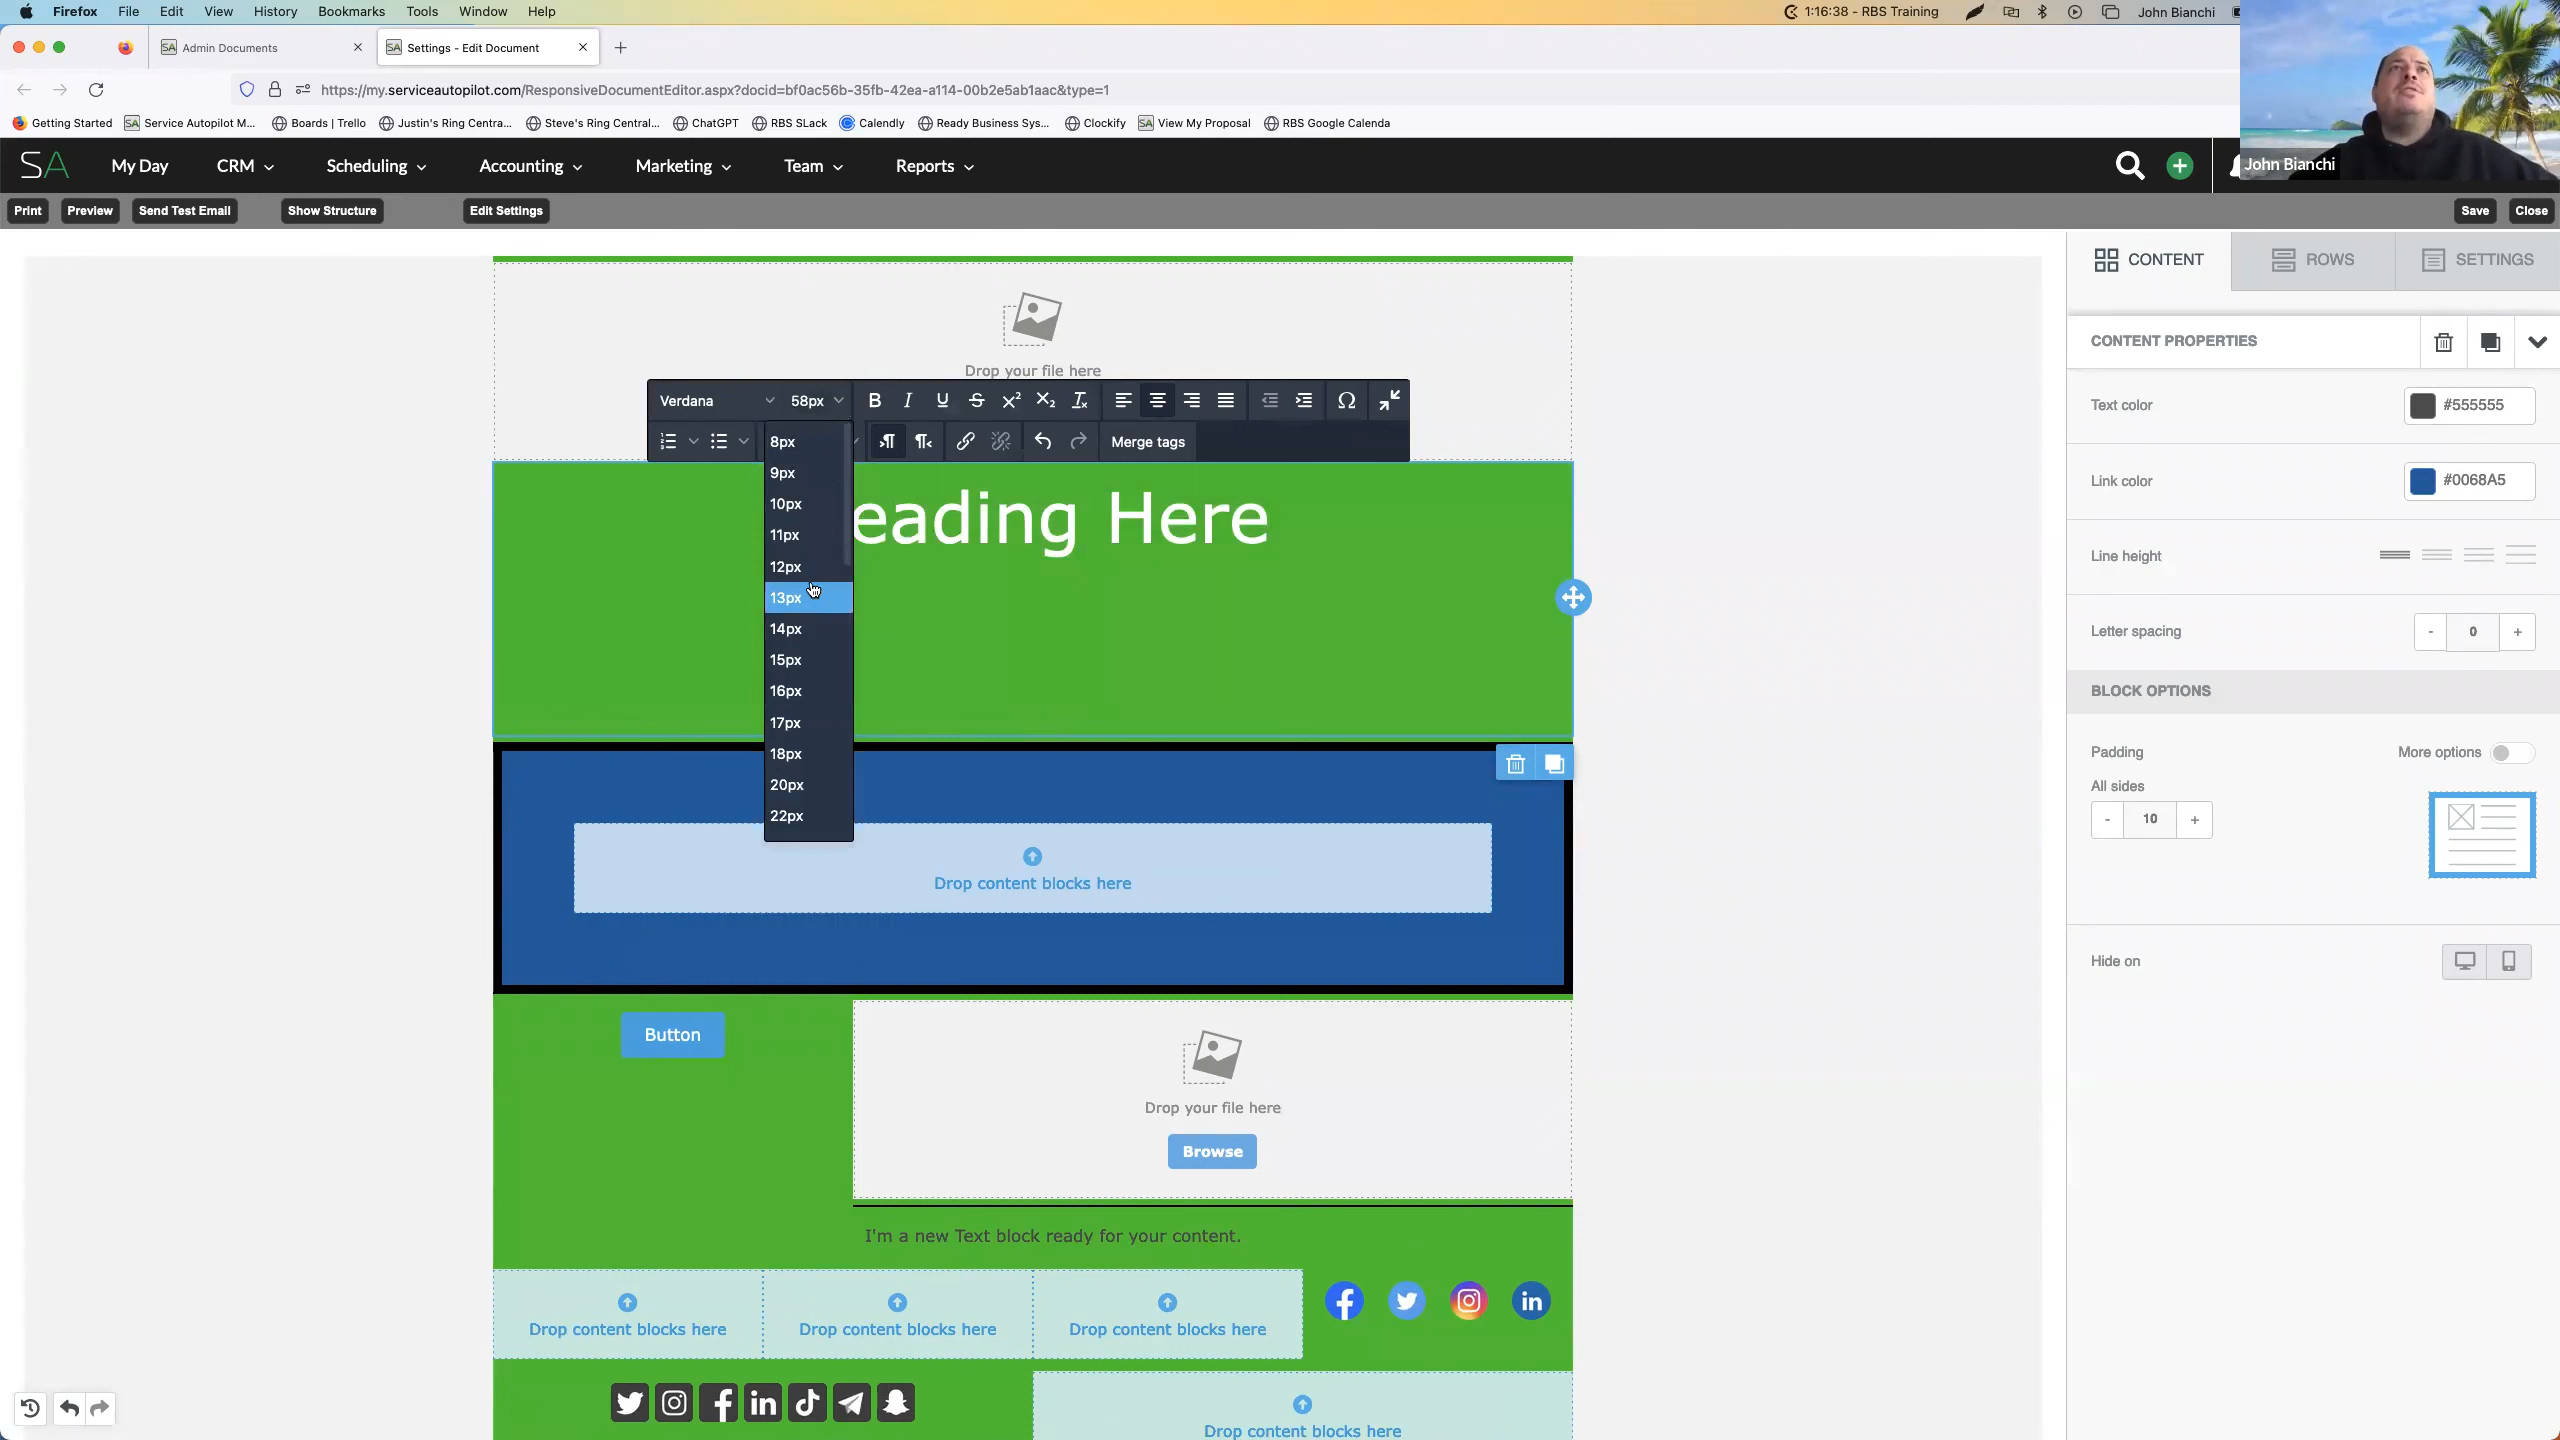 Firefox File Edit View History Bookmarks Tools Window Help 1:16:38 - RBS Training John Bianchi
SA Admin Documents SA Settings - Edit Document
https://my.serviceautopilot.com/ResponsiveDocumentEditor.aspx?docid=bf0ac56b-35fb-42ea-a114-00b2e5ab1aac&type=1
Getting Started SA Service Autopilot M... Boards | Trello Justin's Ring Centra... Steve's Ring Central... ChatGPT RBS SLack Calendly Ready Business Sys... Clockify SA View My Proposal RBS Google Calenda
SA My Day CRM Scheduling Accounting Marketing Team Reports John Bianchi
Print Preview Send Test Email Show Structure Edit Settings Save Close
CONTENT ROWS SETTINGS
Drop your file here
CONTENT PROPERTIES
Verdana 58px B I U S X² X₂ Tx Ω
Text color #555555
8px Merge tags
9px
Link color #0068A5
10px
eading Here
11px
Line height
12px
13px
14px
Letter spacing - 0 +
15px
16px
BLOCK OPTIONS
17px
18px
Padding More options
20px
All sides
22px
- 10 +
Drop content blocks here
Hide on
Button
Drop your file here
Browse
I'm a new Text block ready for your content.
Drop content blocks here Drop content blocks here Drop content blocks here
Drop content blocks here